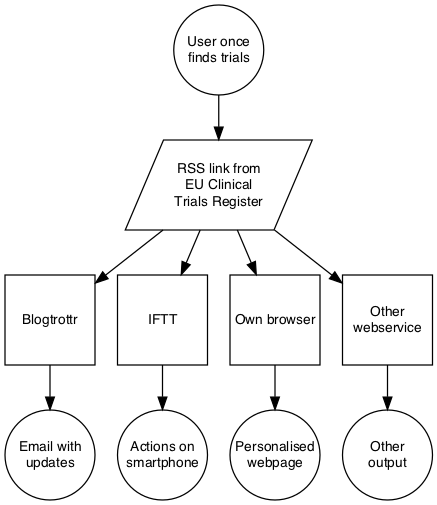 User once
finds trials
RSS link from
EU Clinical
Trials Register
Blogtrottr
IFTT
Own browser
Other
webservice
Email with
updates
Actions on
smartphone
Personalised
webpage
Other
output